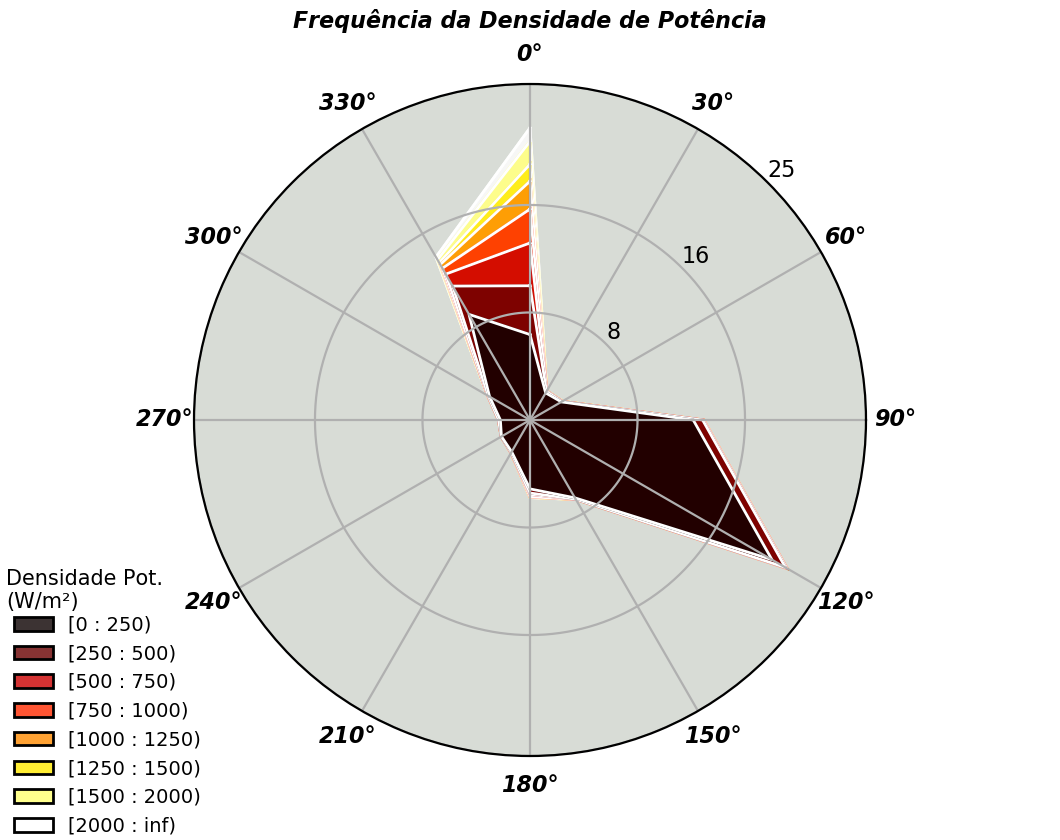 Frequência da Densidade de Potência
0°
330°
30°
25
300°
60°
16
8
270°
90°
240°
120°
210°
150°
180°
Densidade Pot.
(W/m²)
[0 : 250)
[250 : 500)
[500 : 750)
[750 : 1000)
[1000 : 1250)
[1250 : 1500)
[1500 : 2000)
[2000 : inf)